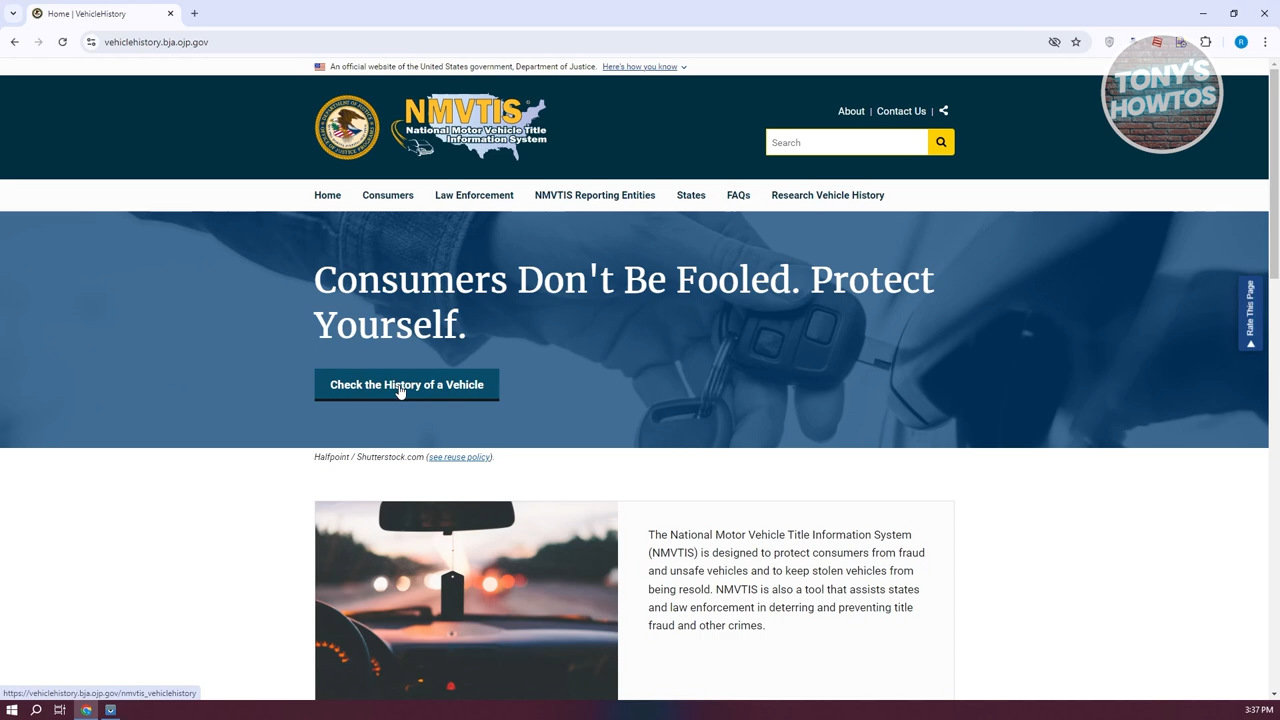 Home | VehicleHistory
vehiclehistory.bja.ojp.gov
R
An official website of the United States government, Department of Justice. Here's how you know
TONY'S
HOWTOS
NMVTIS
National Motor Vehicle Title
Information System
About | Contact Us |
Search
Home Consumers Law Enforcement NMVTIS Reporting Entities States FAQs Research Vehicle History
Consumers Don't Be Fooled. Protect
Yourself.
Check the History of a Vehicle
Rate This Page
Halfpoint / Shutterstock.com (see reuse policy).
The National Motor Vehicle Title Information System
(NMVTIS) is designed to protect consumers from fraud
and unsafe vehicles and to keep stolen vehicles from
being resold. NMVTIS is also a tool that assists states
and law enforcement in deterring and preventing title
fraud and other crimes.
https://vehiclehistory.bja.ojp.gov/nmvtis_vehiclehistory
3:37 PM